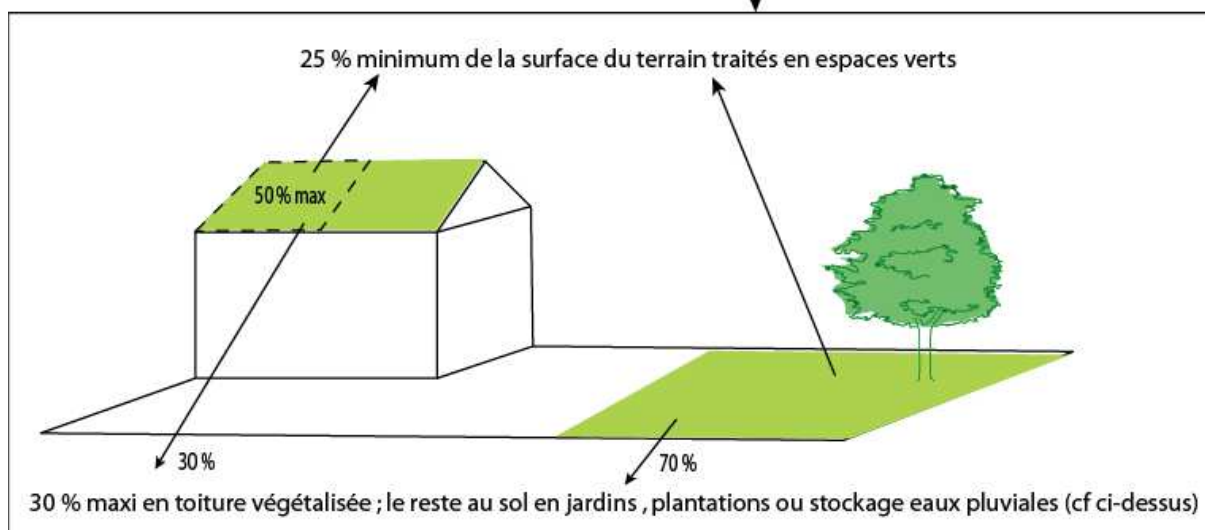 25 % minimum de la surface du terrain traités en espaces verts
50 % max
30 %
70 %
30 % maxi en toiture végétalisée ; le reste au sol en jardins , plantations ou stockage eaux pluviales (cf ci-dessus)